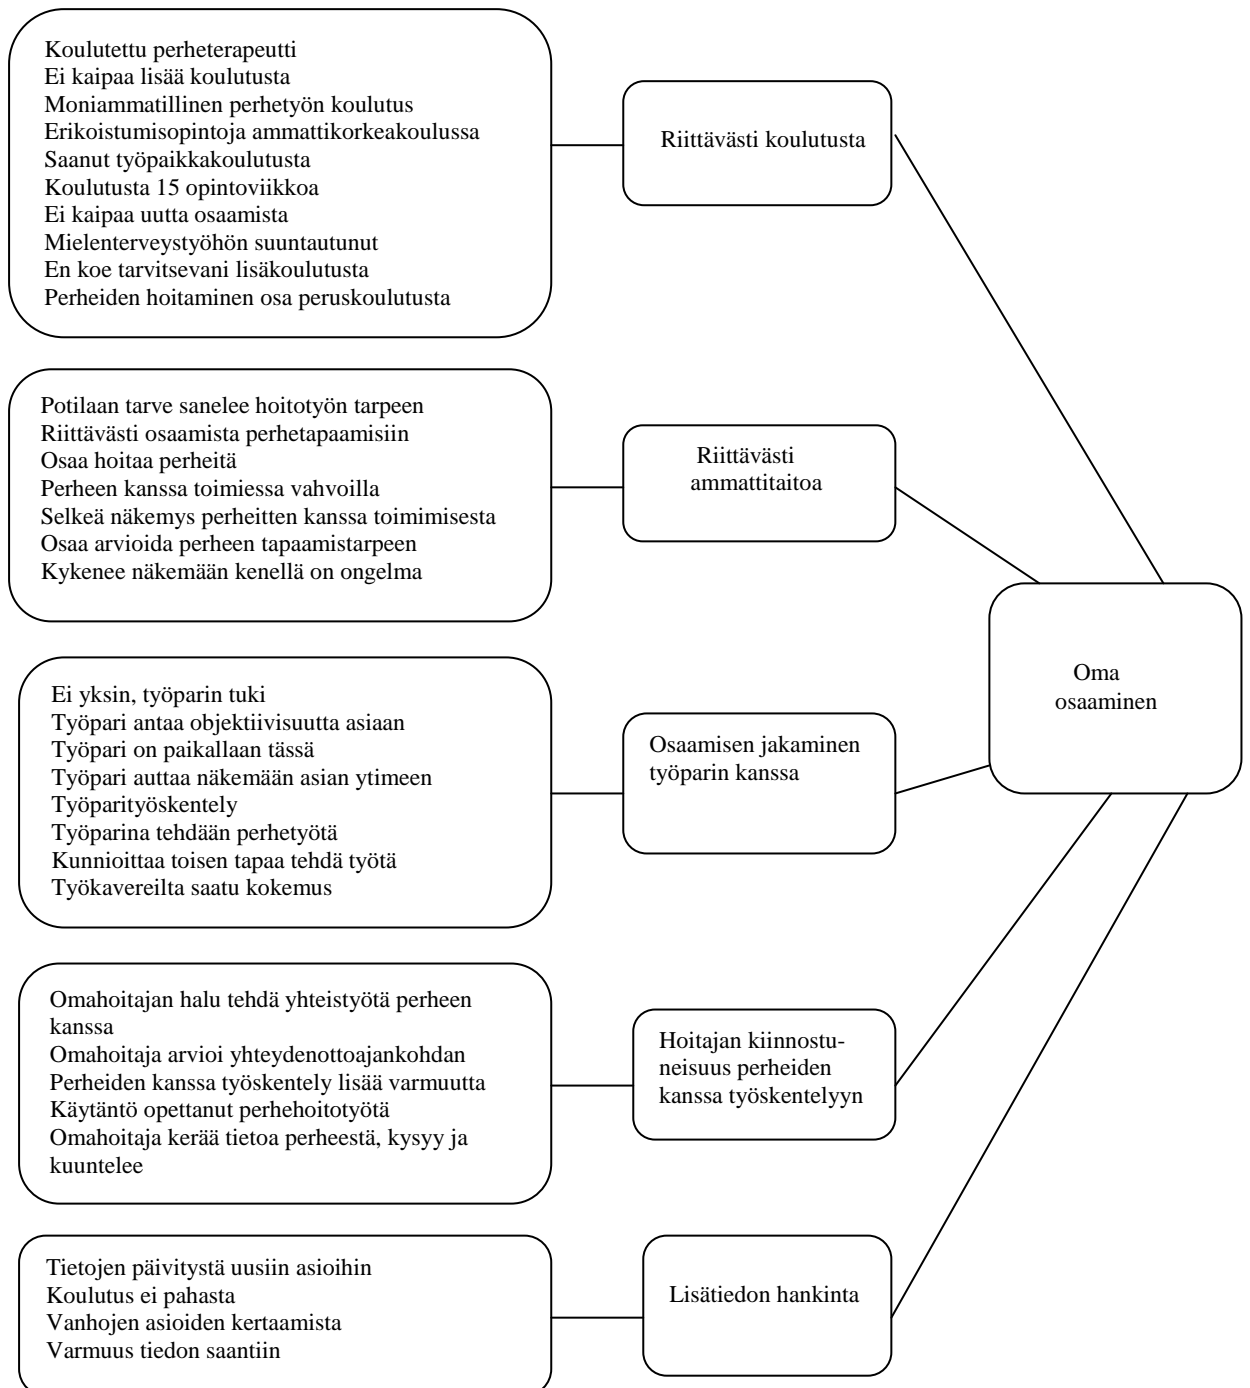 Koulutettu perheterapeutti
Ei kaipaa lisää koulutusta
Moniammatillinen perhetyön koulutus
Erikoistumisopintoja ammattikorkeakoulussa
Saanut työpaikkakoulutusta
Koulutusta 15 opintoviikkoa
Ei kaipaa uutta osaamista
Mielenterveystyöhön suuntautunut
En koe tarvitsevani lisäkoulutusta
Perheiden hoitaminen osa peruskoulutusta
Riittävästi koulutusta
Potilaan tarve sanelee hoitotyön tarpeen
Riittävästi osaamista perhetapaamisiin
Osaa hoitaa perheitä
Perheen kanssa toimiessa vahvoilla
Selkeä näkemys perheitten kanssa toimimisesta
Osaa arvioida perheen tapaamistarpeen
Kykenee näkemään kenellä on ongelma
Riittävästi
ammattitaitoa
Oma
osaaminen
Ei yksin, työparin tuki
Työpari antaa objektiivisuutta asiaan
Työpari on paikallaan tässä
Työpari auttaa näkemään asian ytimeen
Työparityöskentely
Työparina tehdään perhetyötä
Kunnioittaa toisen tapaa tehdä työtä
Työkavereilta saatu kokemus
Osaamisen jakaminen
työparin kanssa
Omahoitajan halu tehdä yhteistyötä perheen
kanssa
Omahoitaja arvioi yhteydenottoajankohdan
Perheiden kanssa työskentely lisää varmuutta
Käytäntö opettanut perhehoitotyötä
Omahoitaja kerää tietoa perheestä, kysyy ja
kuuntelee
Hoitajan kiinnostu-
neisuus perheiden
kanssa työskentelyyn
Tietojen päivitystä uusiin asioihin
Koulutus ei pahasta
Vanhojen asioiden kertaamista
Varmuus tiedon saantiin
Lisätiedon hankinta